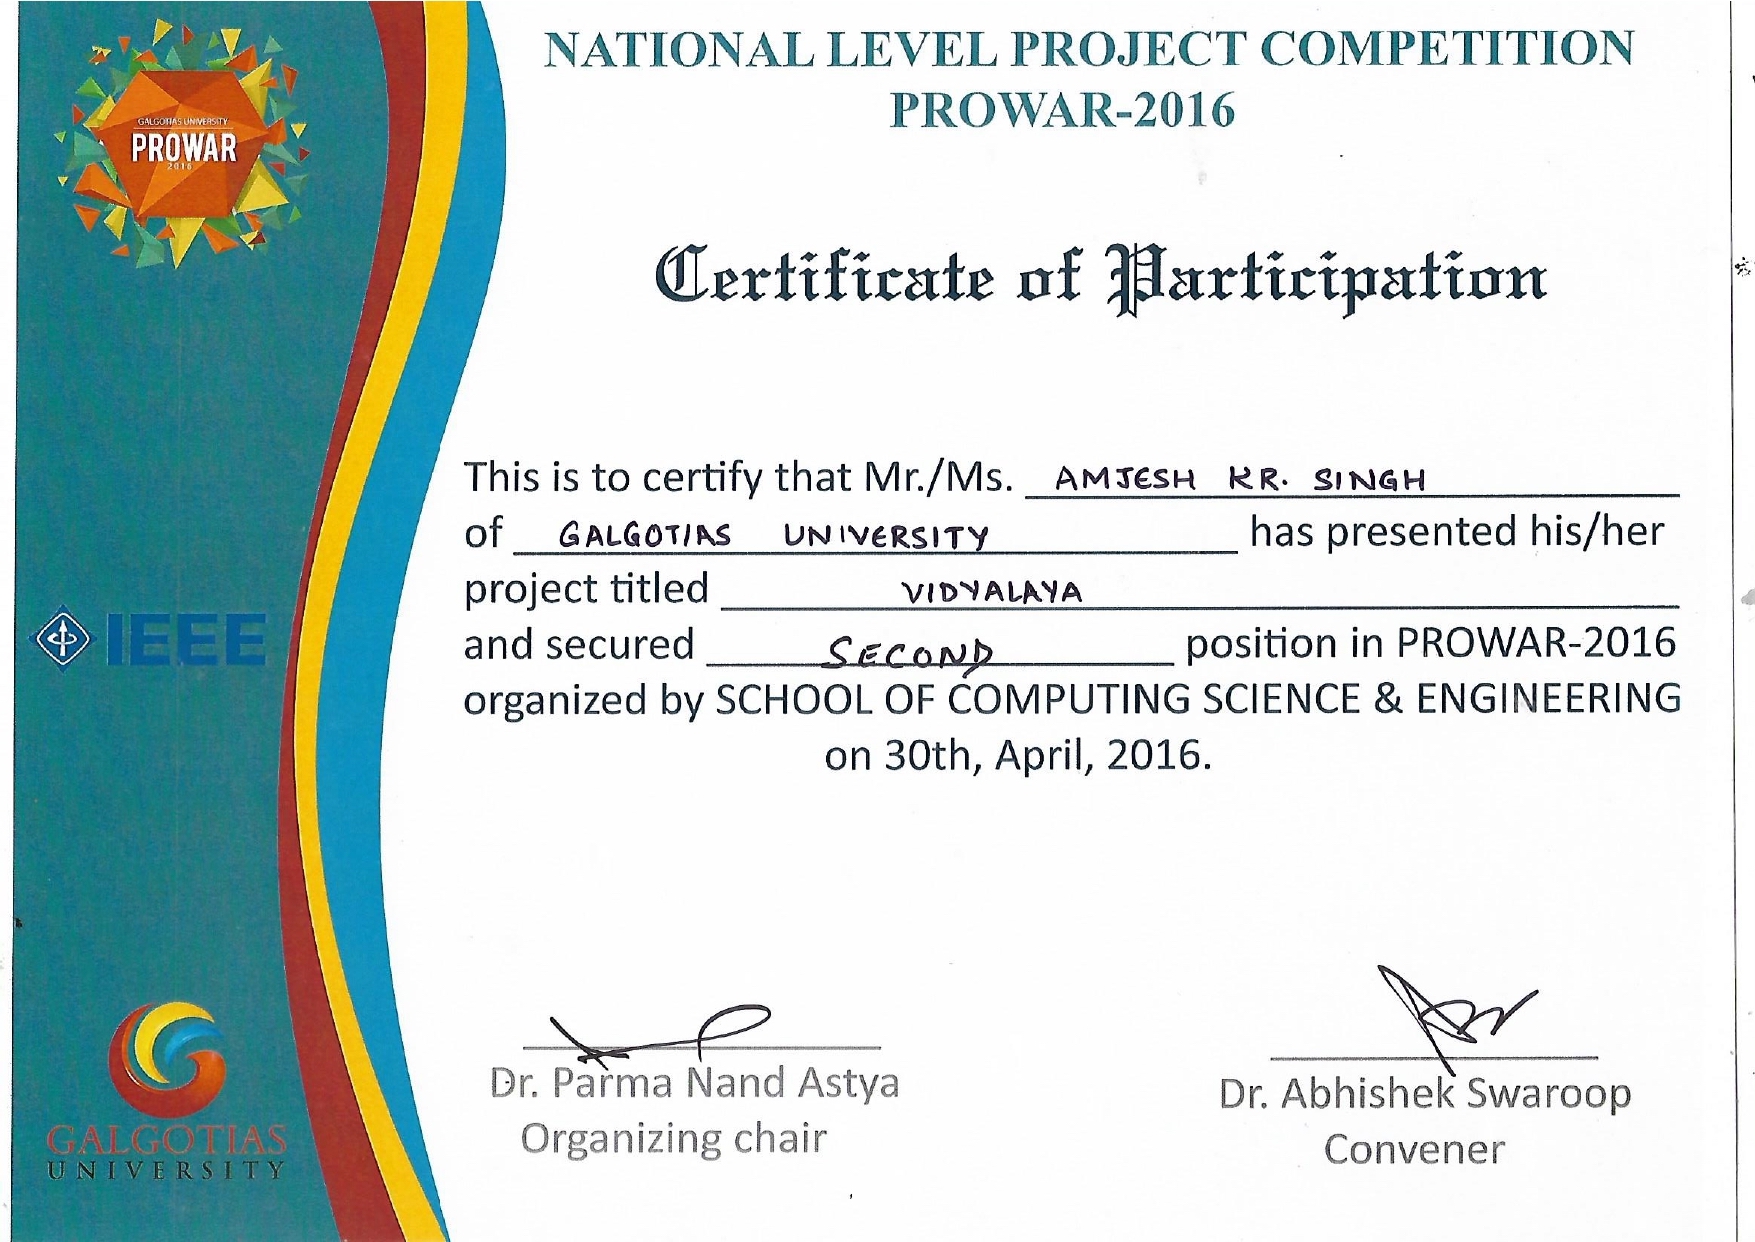 GALGOTIAS UNIVERSITY
PROWAR
2016
NATIONAL LEVEL PROJECT COMPETITION
PROWAR-2016
Certificate of Participation
This is to certify that Mr./Ms. AMJESH KR. SINGH
of GALGOTIAS UNIVERSITY has presented his/her
project titled VIDYALAYA
and secured SECOND position in PROWAR-2016
organized by SCHOOL OF COMPUTING SCIENCE & ENGINEERING
on 30th, April, 2016.
IEEE
GALGOTIAS
UNIVERSITY
Dr. Parma Nand Astya
Organizing chair
Dr. Abhishek Swaroop
Convener